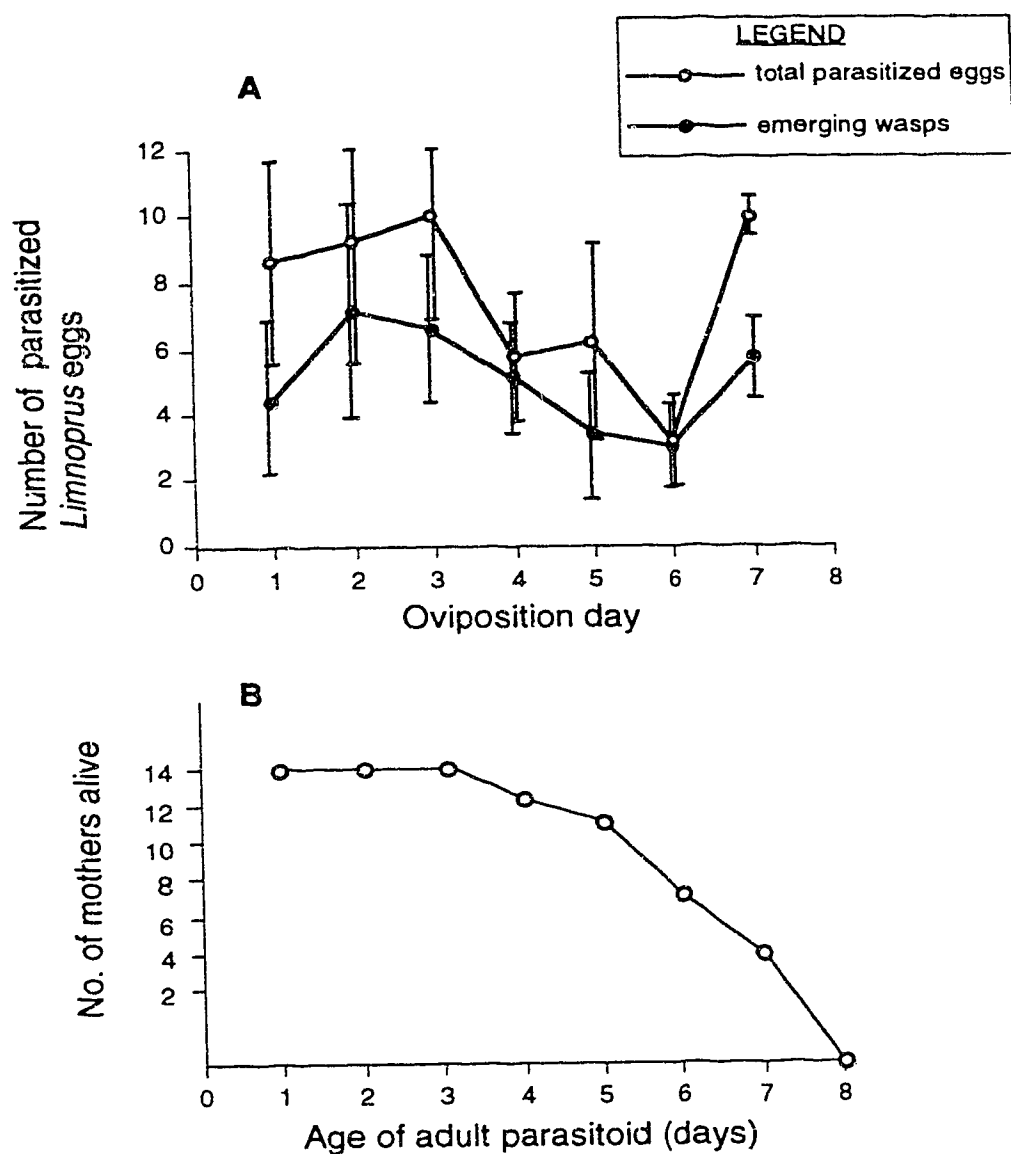 LEGEND
total parasitized eggs
emerging wasps
A
Number of parasitized
Limnoprus eggs
12
10
8
6
4
2
0
0 1 2 3 4 5 6 7 8
Oviposition day
B
No. of mothers alive
14
12
10
8
6
4
2
0 1 2 3 4 5 6 7 8
Age of adult parasitoid (days)